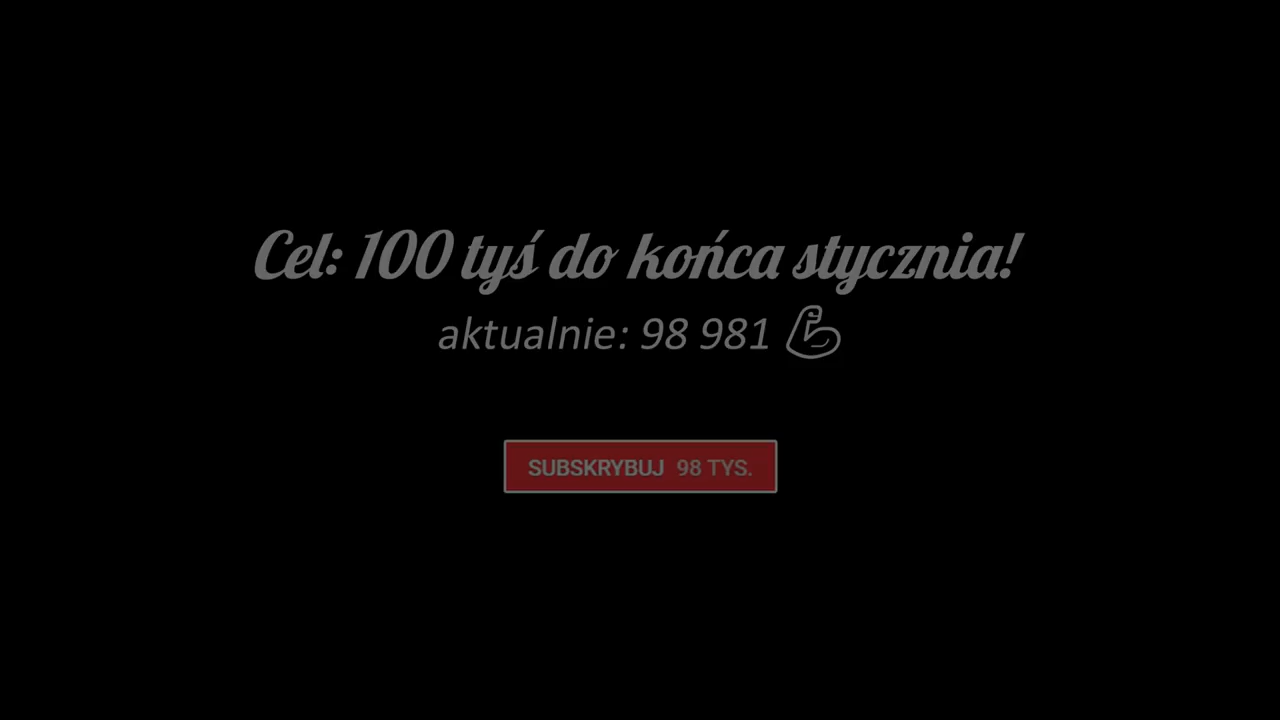 Cel: 100 tyś do końca stycznia!
aktualnie: 98 981 💪
SUBSKRYBUJ 98 TYS.